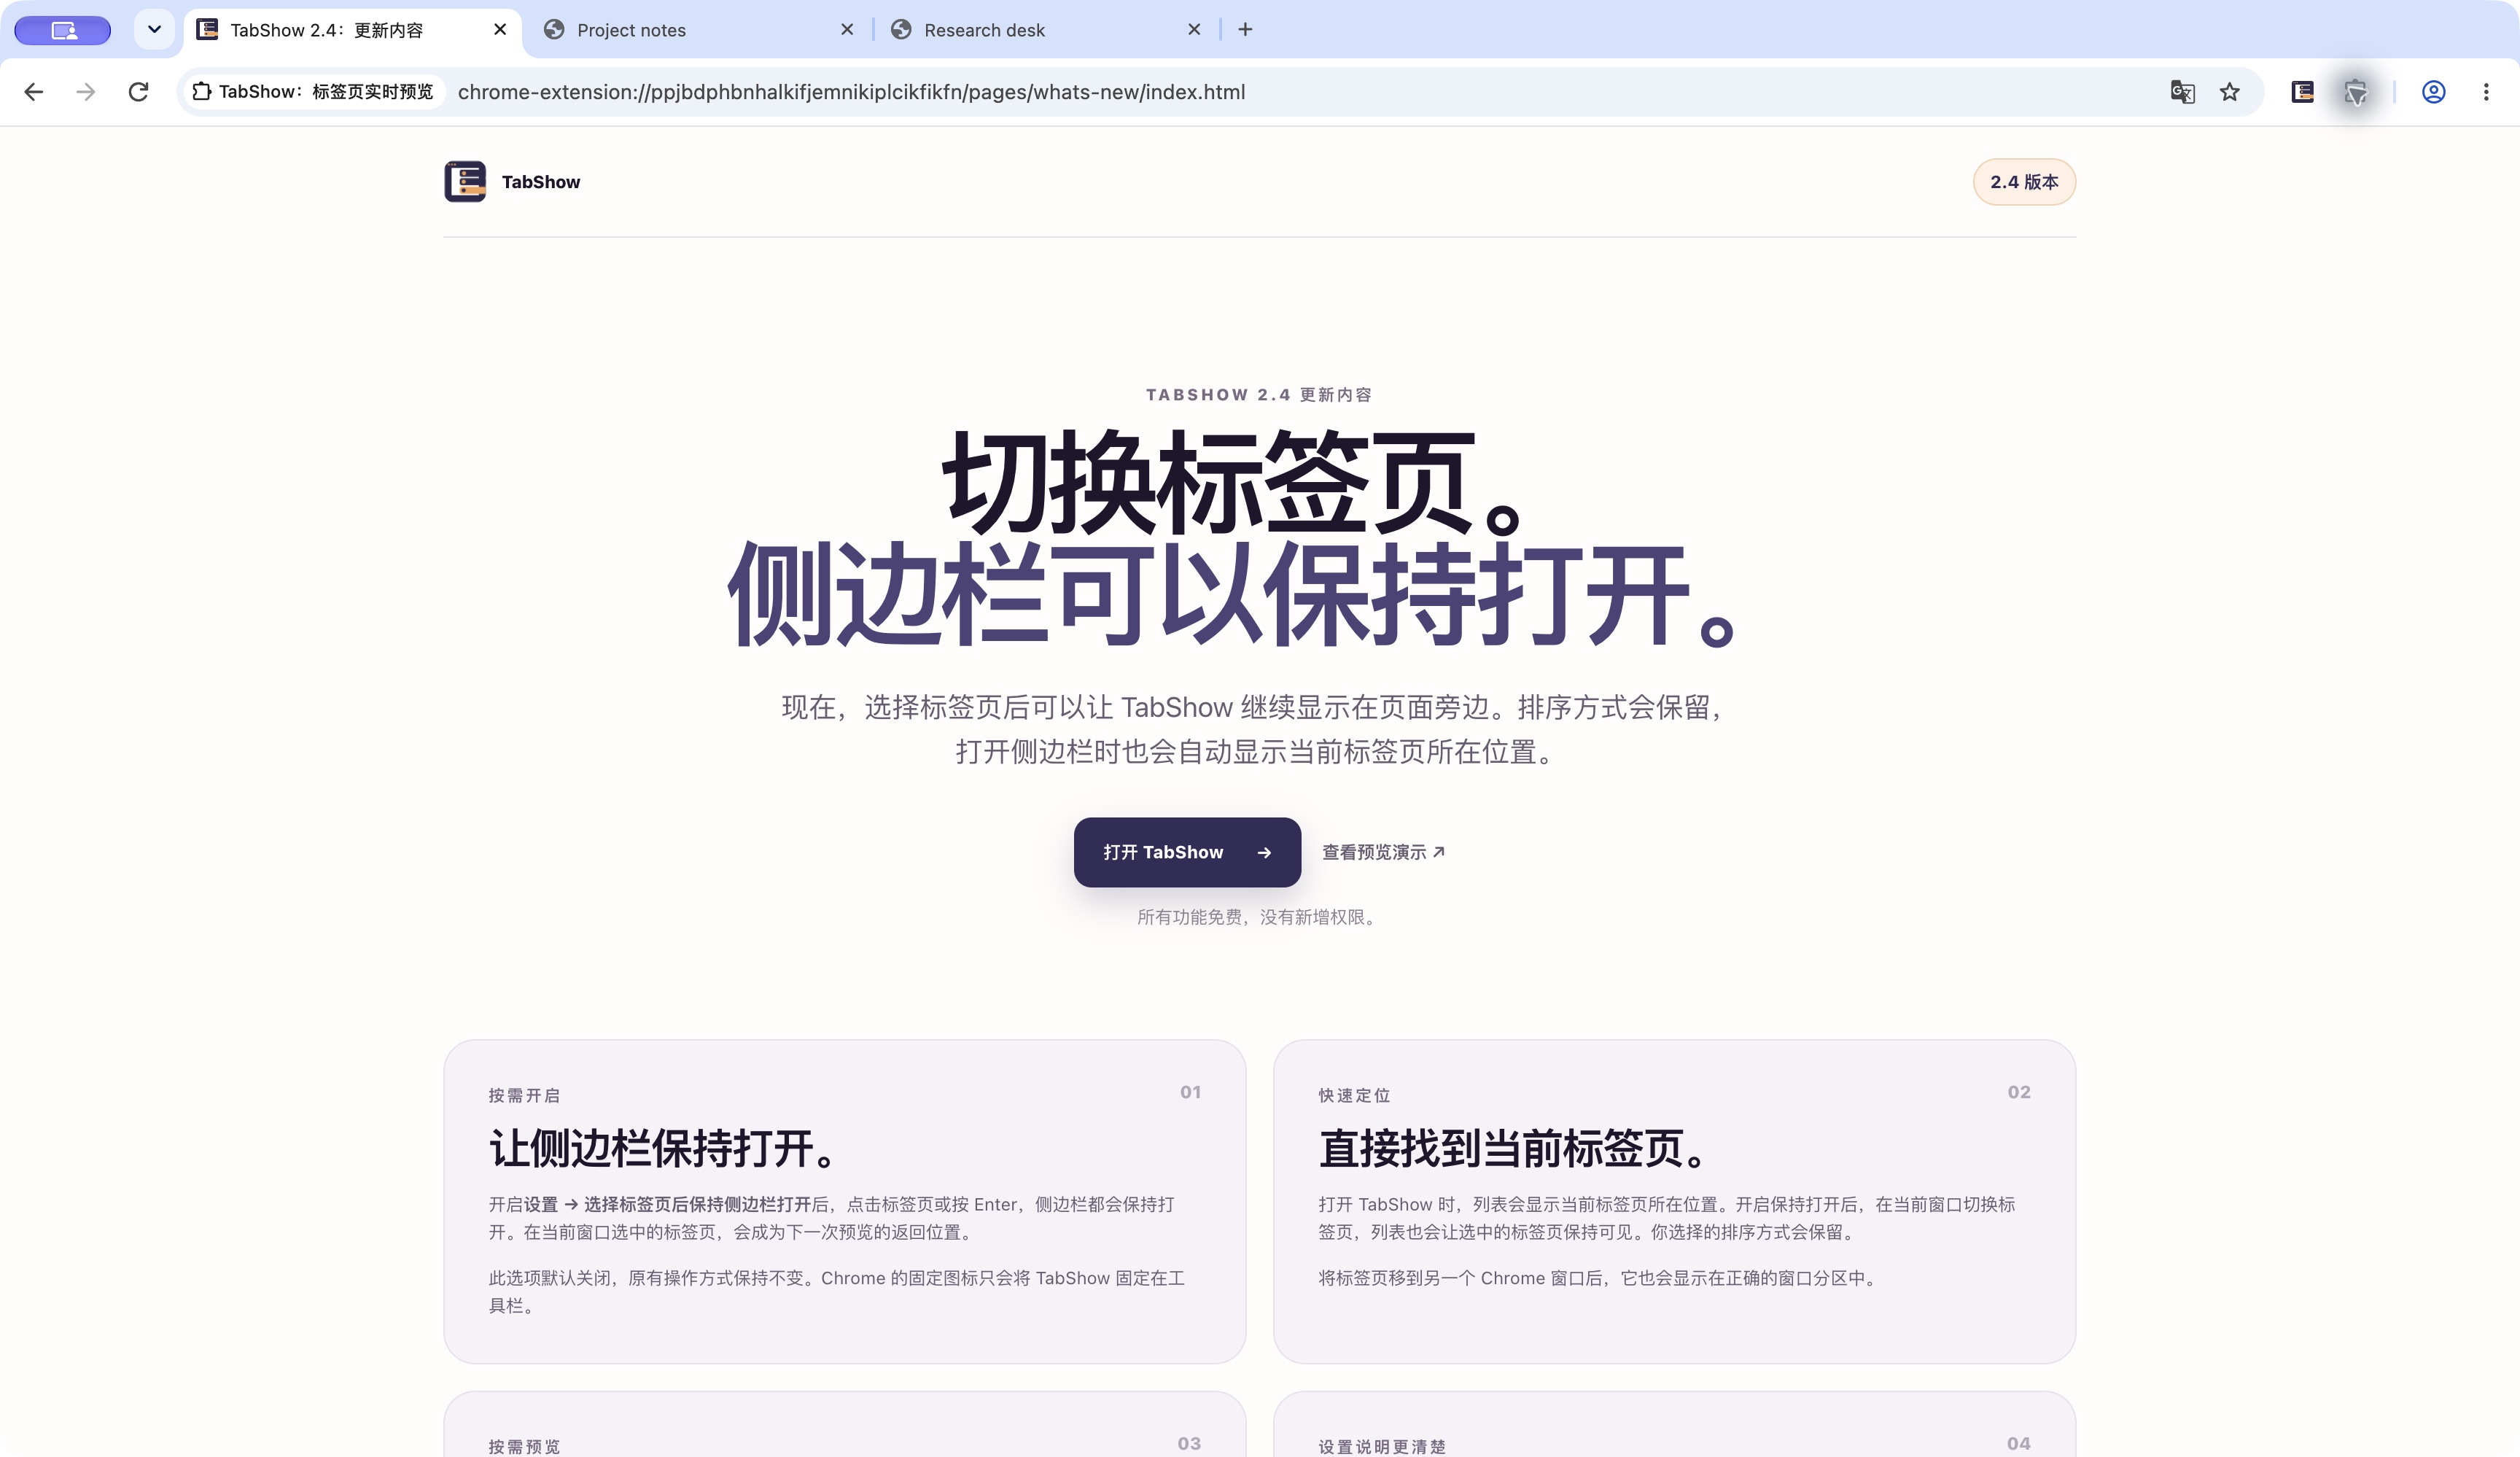 TabShow 2.4：更新内容
Project notes
Research desk
TabShow：标签页实时预览
chrome-extension://ppjbdphbnhalkifjemnikiplcikfikfn/pages/whats-new/index.html
TabShow
2.4 版本
TABSHOW 2.4 更新内容
切换标签页。
侧边栏可以保持打开。
现在，选择标签页后可以让 TabShow 继续显示在页面旁边。排序方式会保留，
打开侧边栏时也会自动显示当前标签页所在位置。
打开 TabShow →
查看预览演示 ↗
所有功能免费，没有新增权限。
按需开启
01
让侧边栏保持打开。
开启设置 → 选择标签页后保持侧边栏打开后，点击标签页或按 Enter，侧边栏都会保持打
开。在当前窗口选中的标签页，会成为下一次预览的返回位置。
此选项默认关闭，原有操作方式保持不变。Chrome 的固定图标只会将 TabShow 固定在工
具栏。
快速定位
02
直接找到当前标签页。
打开 TabShow 时，列表会显示当前标签页所在位置。开启保持打开后，在当前窗口切换标
签页，列表也会让选中的标签页保持可见。你选择的排序方式会保留。
将标签页移到另一个 Chrome 窗口后，它也会显示在正确的窗口分区中。
按需预览
03
设置说明更清楚
04